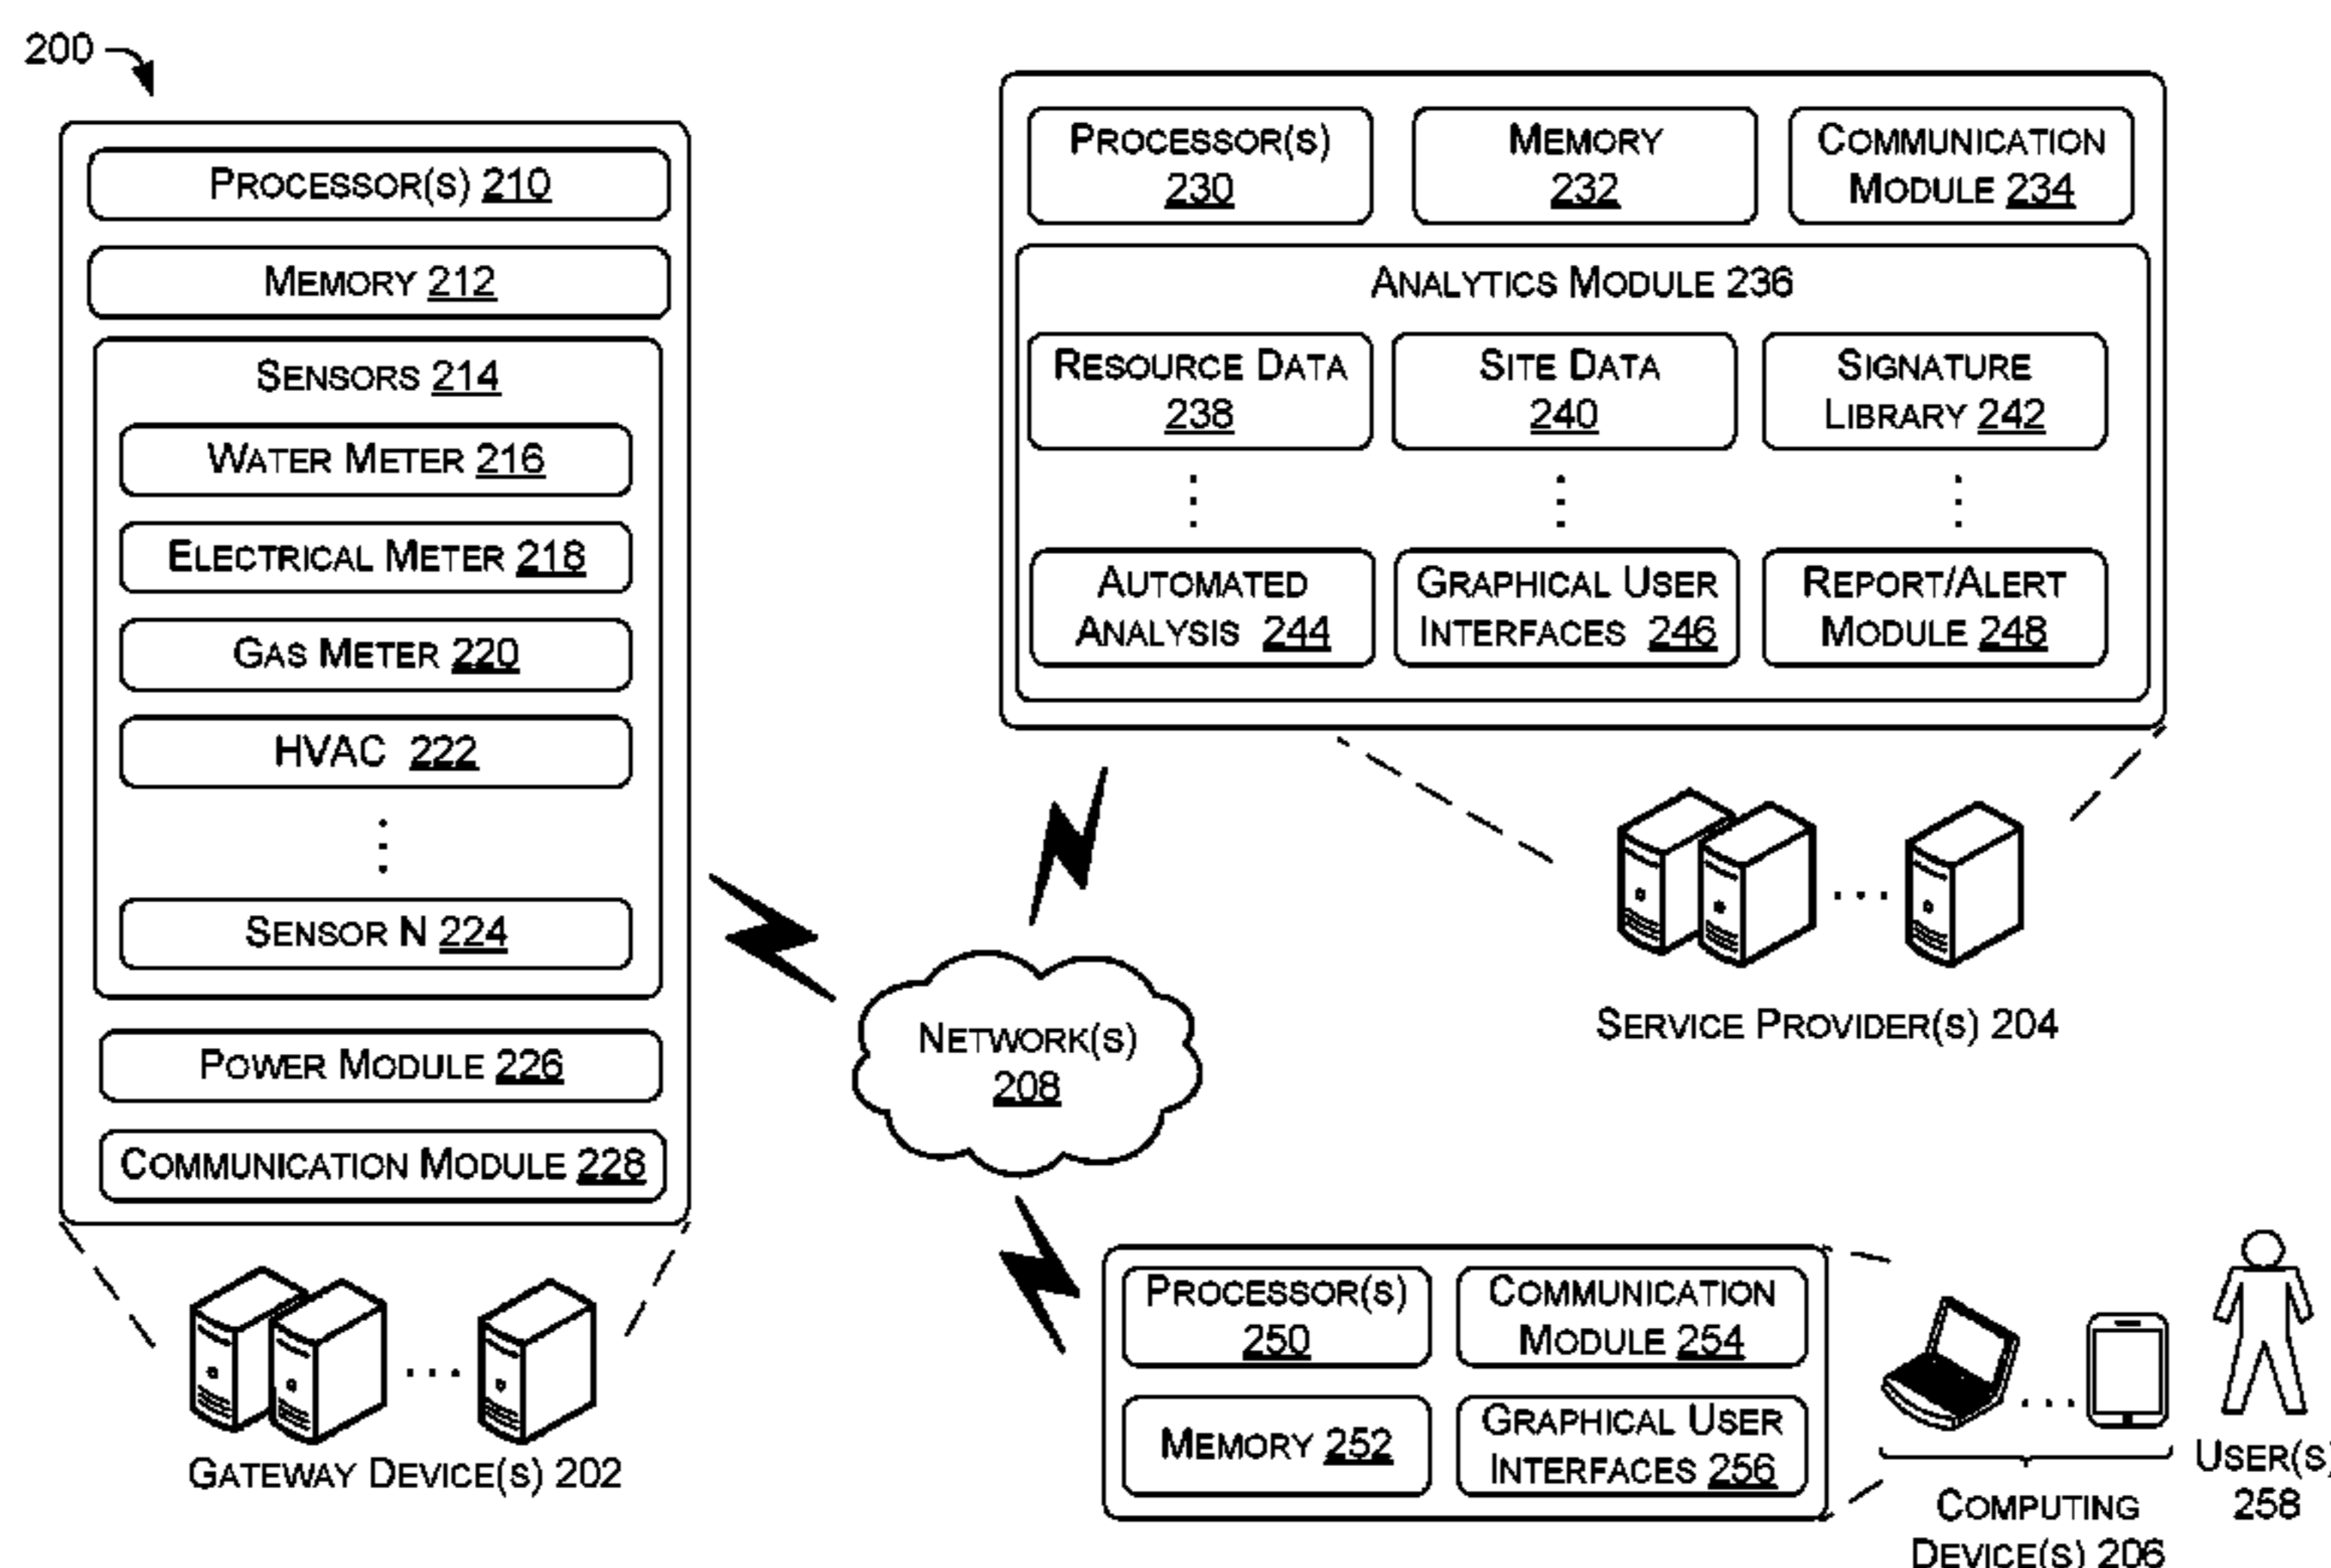 200
PROCESSOR(S) 210
MEMORY 212
SENSORS 214
WATER METER 216
ELECTRICAL METER 218
GAS METER 220
HVAC 222
SENSOR N 224
POWER MODULE 226
COMMUNICATION MODULE 228
GATEWAY DEVICE(S) 202
PROCESSOR(S)
230
MEMORY
232
COMMUNICATION
MODULE 234
ANALYTICS MODULE 236
RESOURCE DATA
238
SITE DATA
240
SIGNATURE
LIBRARY 242
AUTOMATED
ANALYSIS 244
GRAPHICAL USER
INTERFACES 246
REPORT/ALERT
MODULE 248
SERVICE PROVIDER(S) 204
NETWORK(S)
208
PROCESSOR(S)
250
COMMUNICATION
MODULE 254
MEMORY 252
GRAPHICAL USER
INTERFACES 256
COMPUTING
DEVICE(S) 206
USER(S)
258